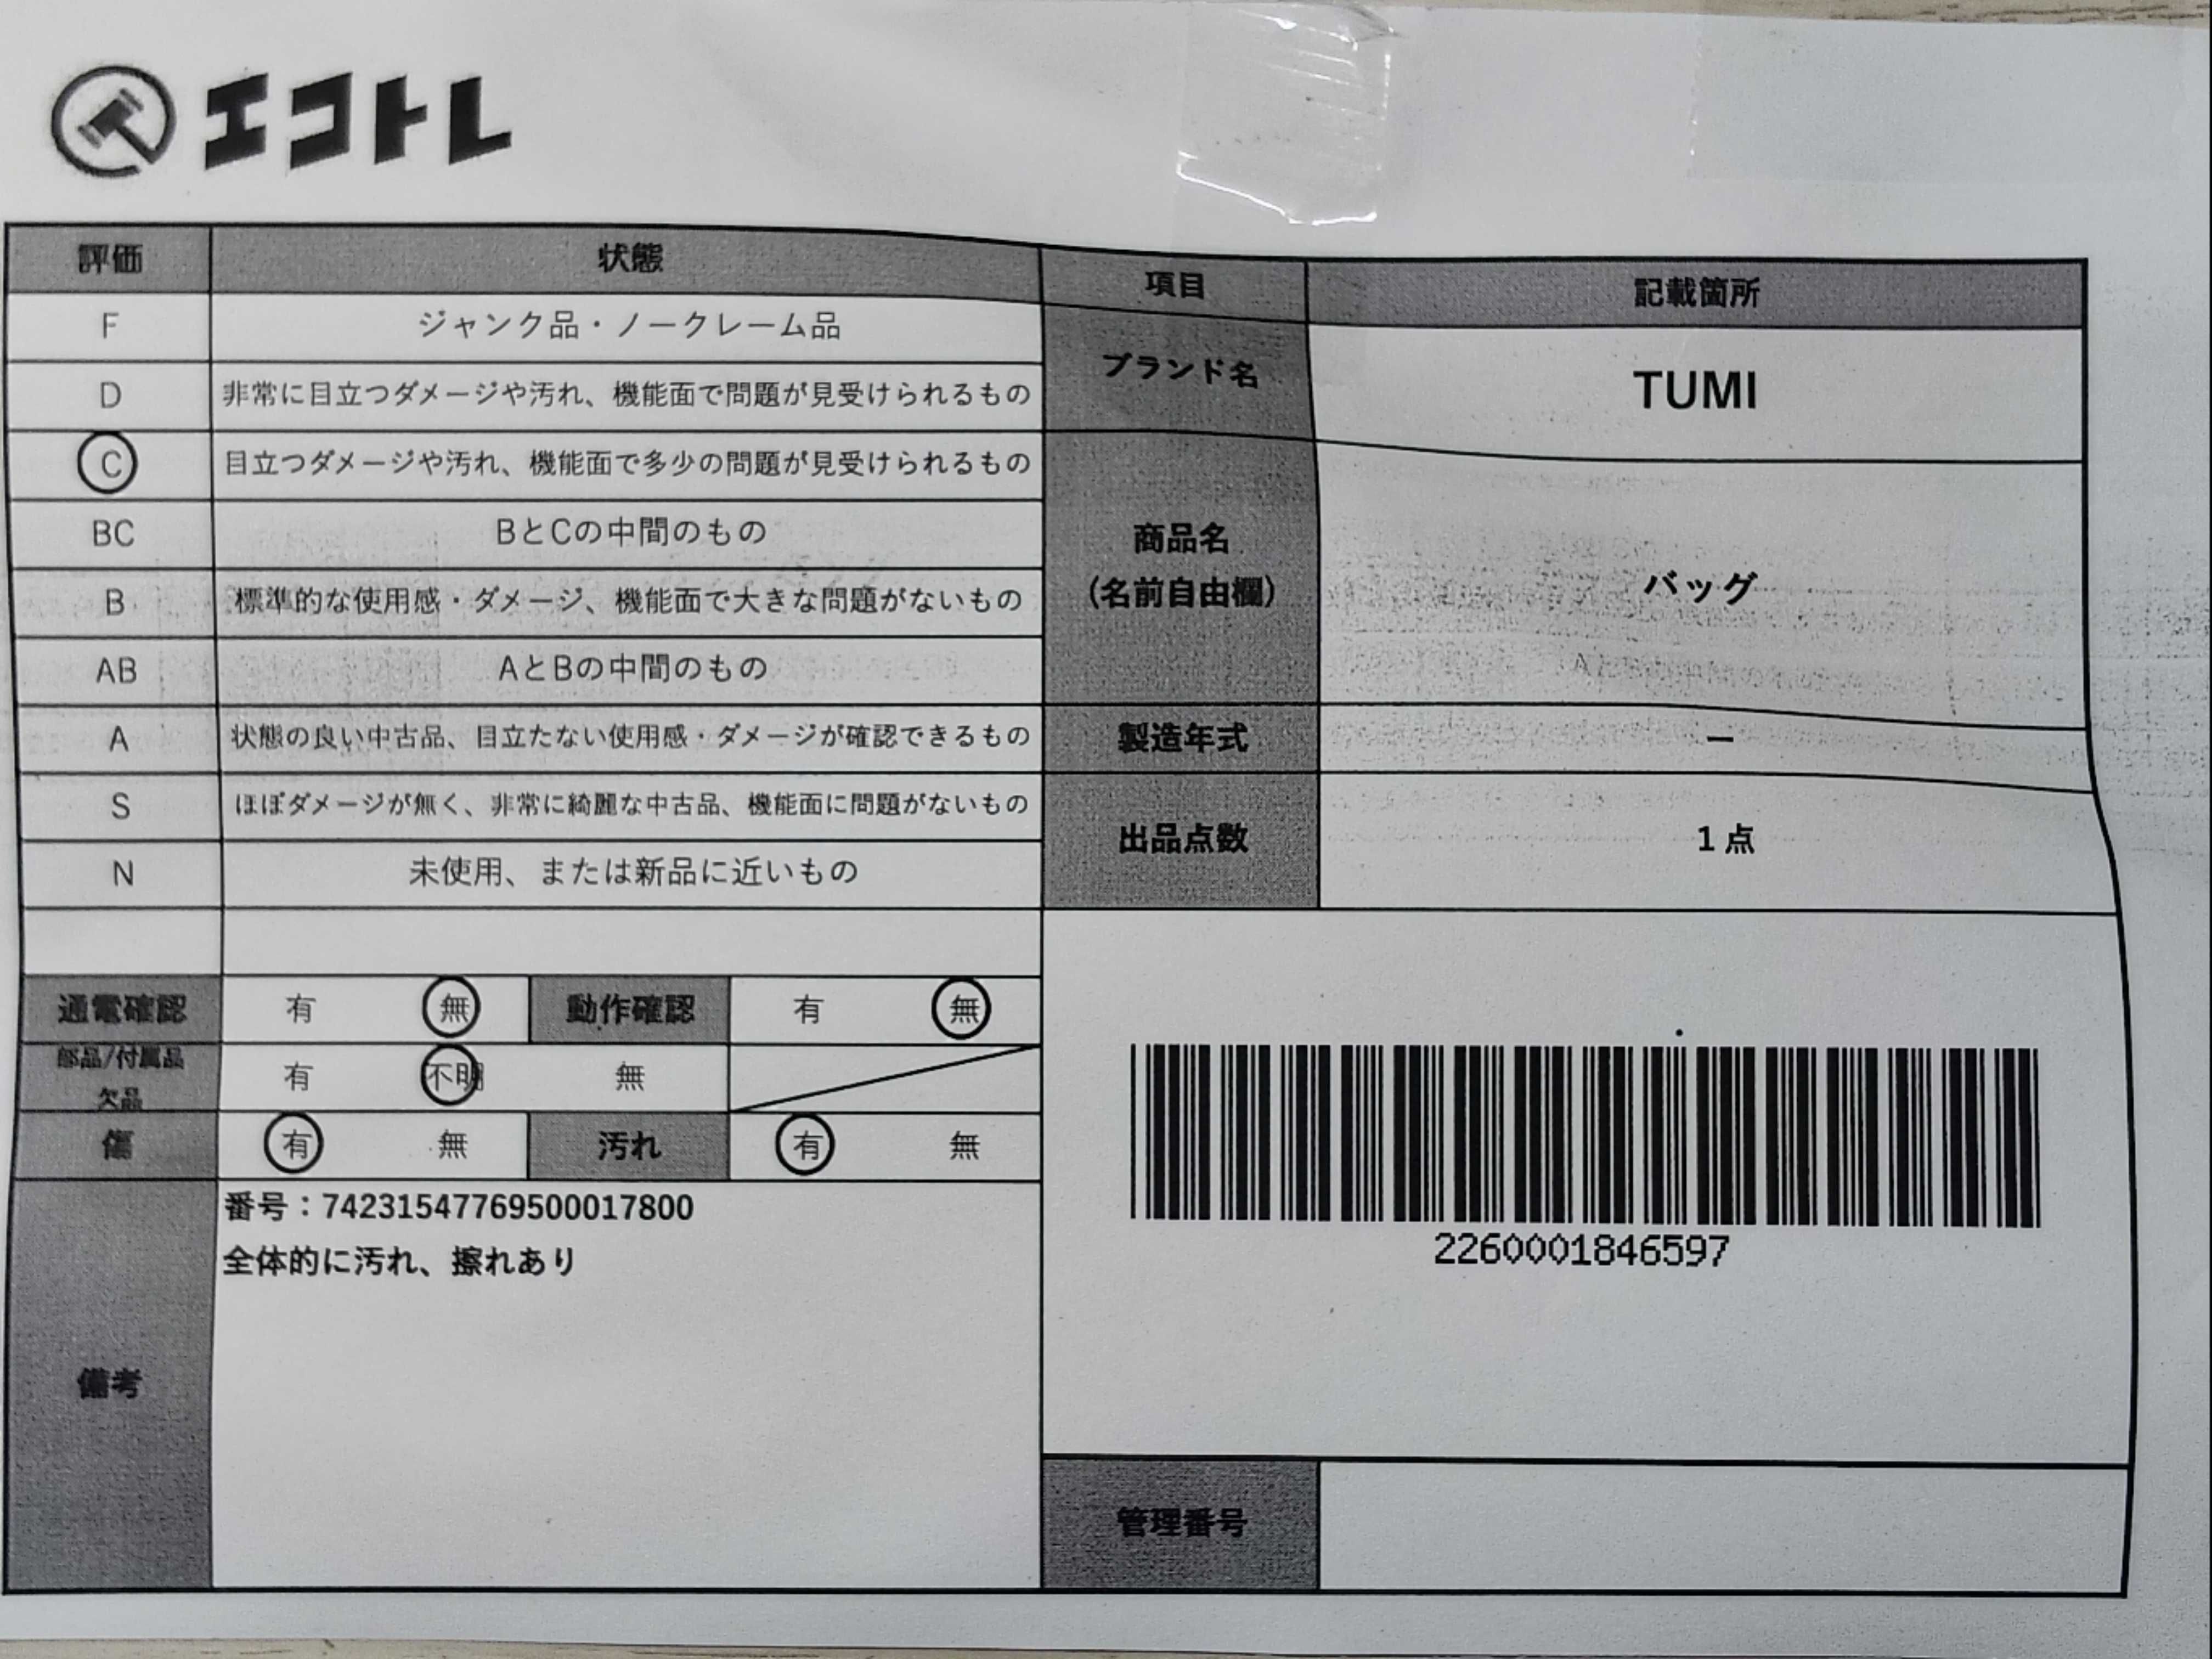 エコトレ
評価 状態
F ジャンク品・ノークレーム品
D 非常に目立つダメージや汚れ、機能面で問題が見受けられるもの
C 目立つダメージや汚れ、機能面で多少の問題が見受けられるもの
BC BとCの中間のもの
B 標準的な使用感・ダメージ、機能面で大きな問題がないもの
AB AとBの中間のもの
A 状態の良い中古品、目立たない使用感・ダメージが確認できるもの
S ほぼダメージが無く、非常に綺麗な中古品、機能面に問題がないもの
N 未使用、または新品に近いもの
通電確認 有 無 動作確認 有 無
部品/付属品
欠品 有 不明 無
傷 有 無 汚れ 有 無
備考
番号：74231547769500017800
全体的に汚れ、擦れあり
項目 記載箇所
ブランド名 TUMI
商品名
(名前自由欄) バッグ
製造年式 ー
出品点数 1 点
2260001846597
管理番号